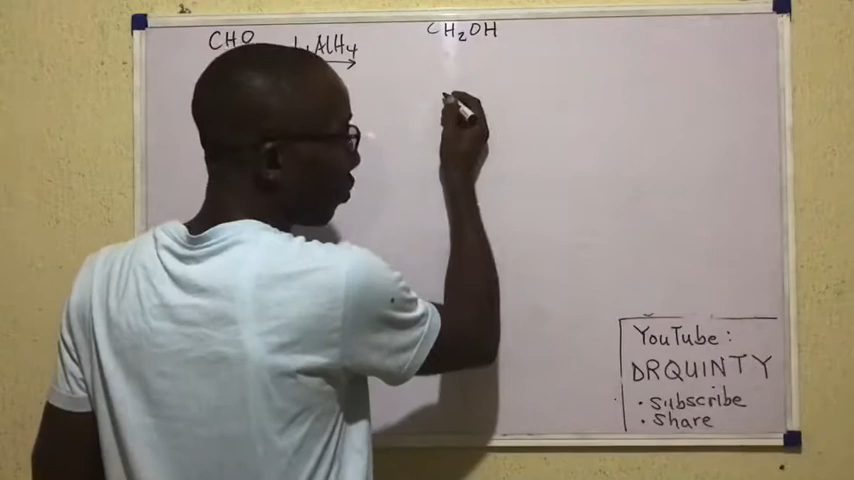 CHO
LiAlH4
CH2OH
YouTube:
DRQUINTY
• Subscribe
• Share